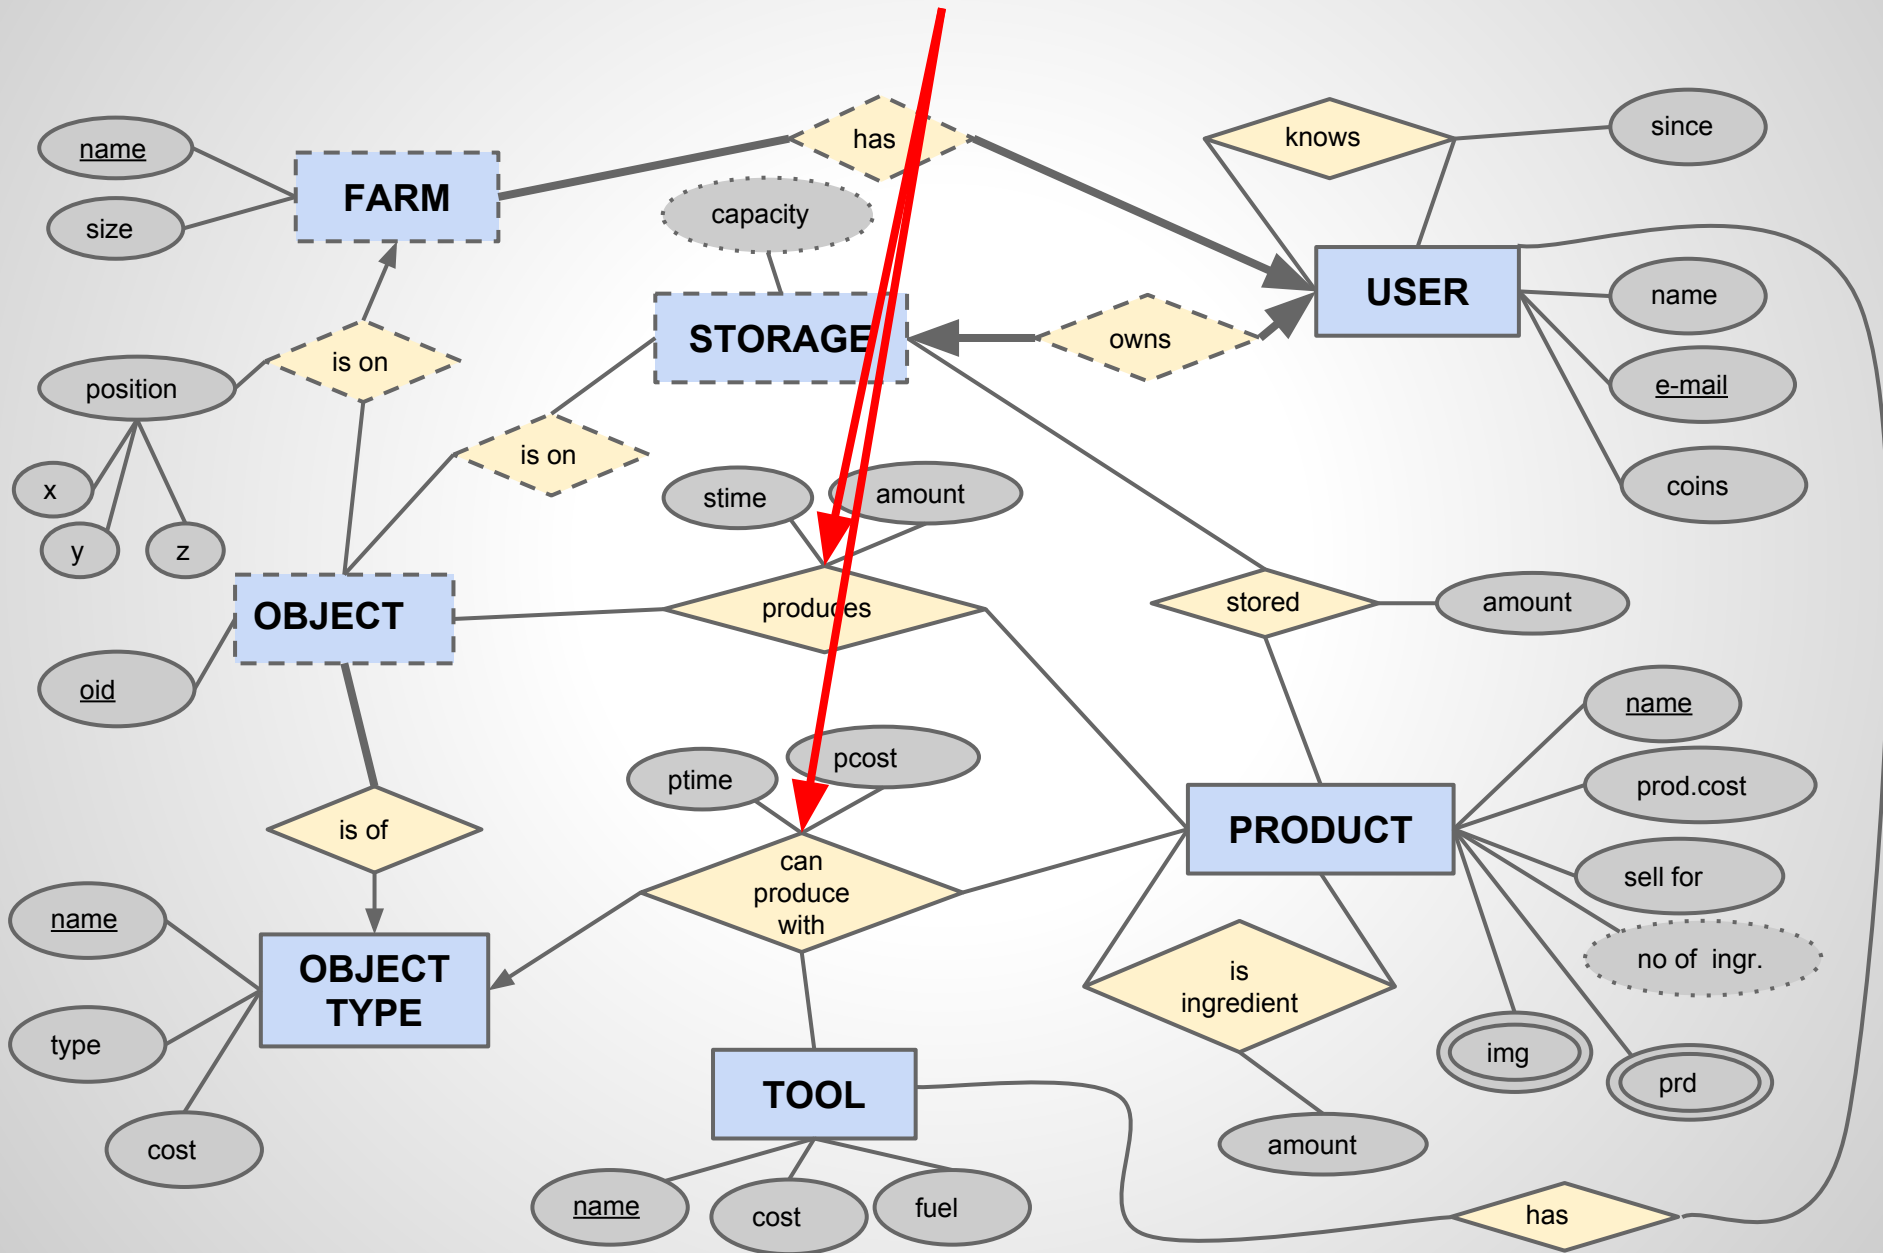 name
size
FARM
has
knows
since
capacity
STORAGE
owns
USER
name
e-mail
coins
position
x
y
z
is on
is on
stime
amount
OBJECT
oid
produces
stored
amount
ptime
pcost
is of
can
produce
with
PRODUCT
name
prod.cost
sell for
no of  ingr.
img
prd
name
type
cost
OBJECT
TYPE
is
ingredient
amount
TOOL
name
cost
fuel
has